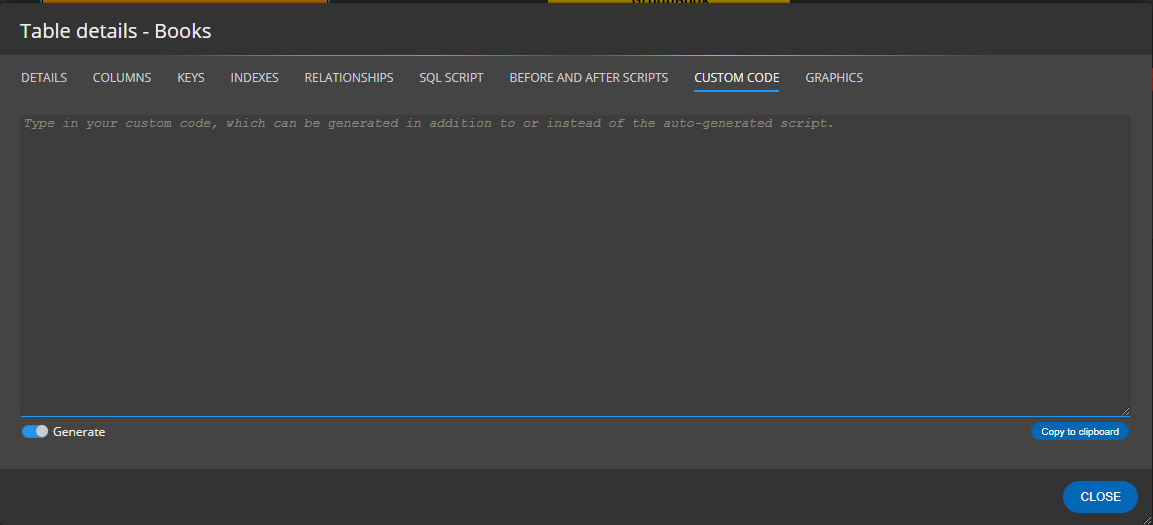 Table details - Books
DETAILS COLUMNS KEYS INDEXES RELATIONSHIPS SQL SCRIPT BEFORE AND AFTER SCRIPTS CUSTOM CODE GRAPHICS
Type in your custom code, which can be generated in addition to or instead of the auto-generated script.
Generate Copy to clipboard
CLOSE